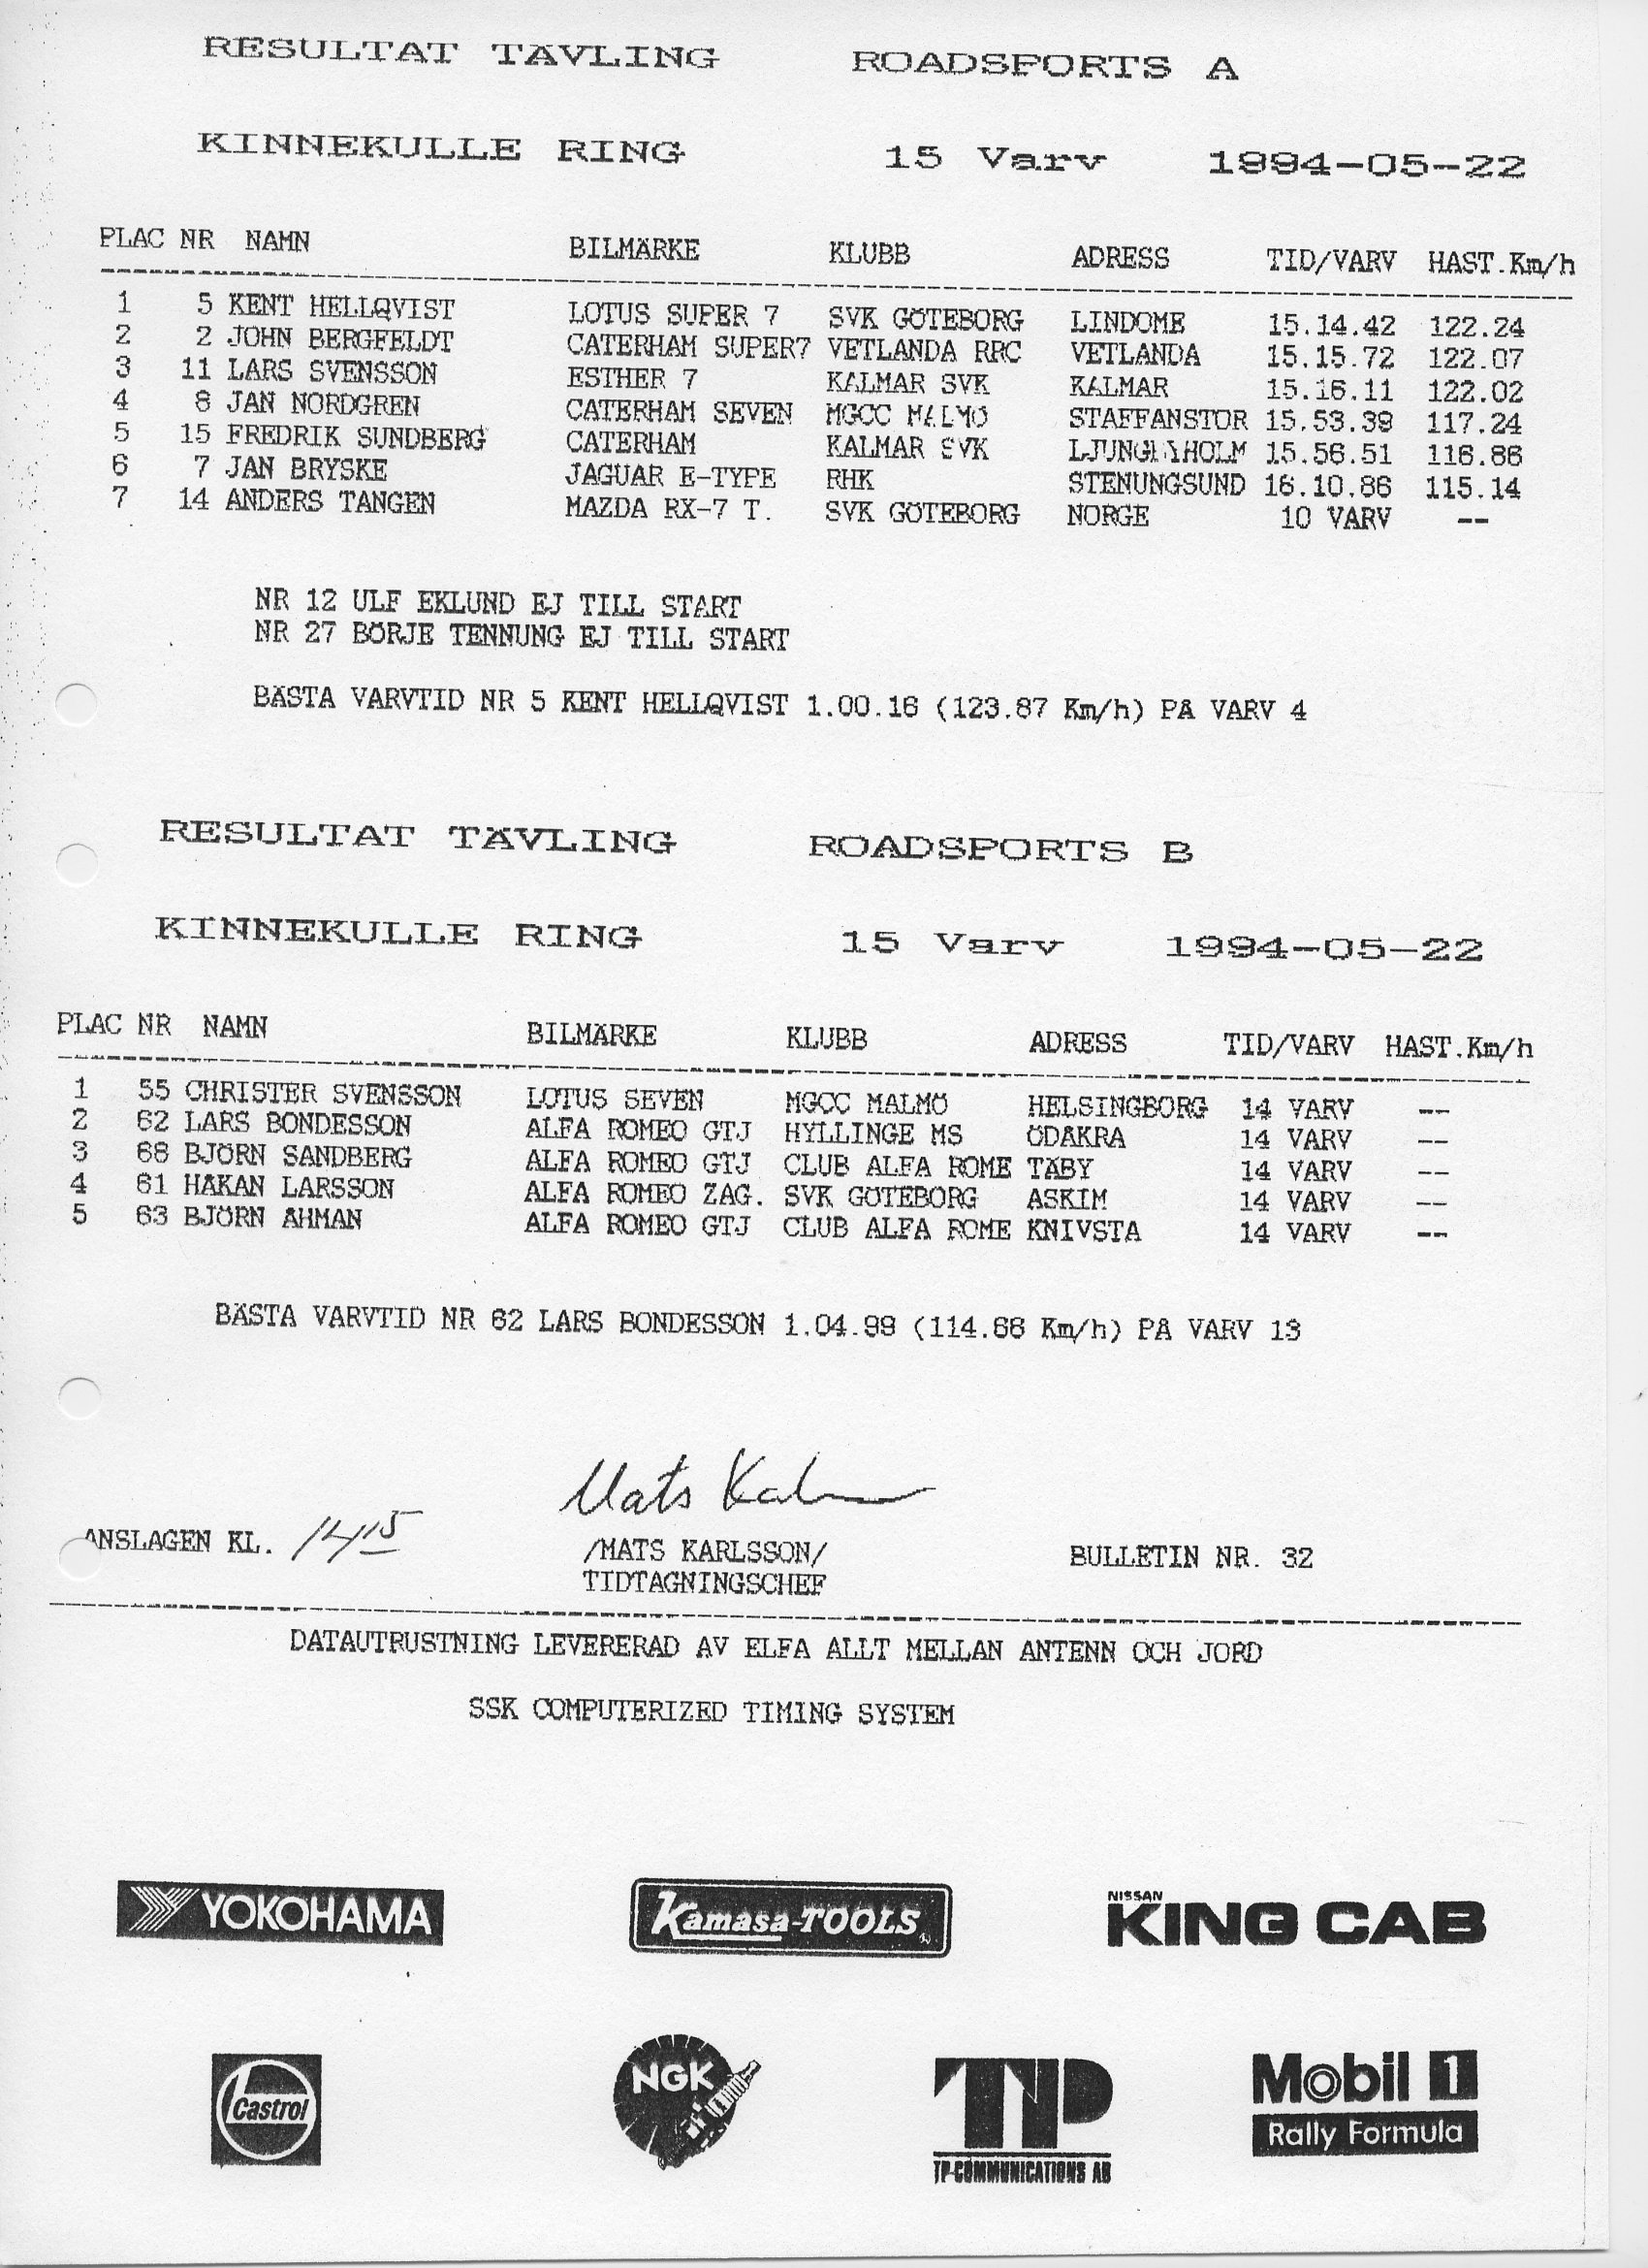 RESULTAT TÄVLING ROADSPORTS A
KINNEKULLE RING 15 Varv 1994-05-22
PLAC NR NAMN BILMÄRKE KLUBB ADRESS TID/VARV HAST.Km/h
1 5 KENT HELLQVIST LOTUS SUPER 7 SVK GÖTEBORG LINDOME 15.14.42 122.24
2 2 JOHN BERGFELDT CATERHAM SUPER7 VETLANDA RRC VETLANDA 15.15.72 122.07
3 11 LARS SVENSSON ESTHER 7 KALMAR SVK KALMAR 15.16.11 122.02
4 8 JAN NORDGREN CATERHAM SEVEN MGCC MALMÖ STAFFANSTOR 15.53.39 117.24
5 15 FREDRIK SUNDBERG CATERHAM KALMAR SVK LJUNGBYHOLM 15.56.51 116.86
6 7 JAN BRYSKE JAGUAR E-TYPE RHK STENUNGSUND 16.10.86 115.14
7 14 ANDERS TANGEN MAZDA RX-7 T. SVK GÖTEBORG NORGE 10 VARV --
NR 12 ULF EKLUND EJ TILL START
NR 27 BÖRJE TENNUNG EJ TILL START
BÄSTA VARVTID NR 5 KENT HELLQVIST 1.00.16 (123.87 Km/h) PÅ VARV 4
RESULTAT TÄVLING ROADSPORTS B
KINNEKULLE RING 15 Varv 1994-05-22
PLAC NR NAMN BILMÄRKE KLUBB ADRESS TID/VARV HAST.Km/h
1 55 CHRISTER SVENSSON LOTUS SEVEN MGCC MALMÖ HELSINGBORG 14 VARV --
2 62 LARS BONDESSON ALFA ROMEO GTJ HYLLINGE MS ÖDÅKRA 14 VARV --
3 68 BJÖRN SANDBERG ALFA ROMEO GTJ CLUB ALFA ROME TÄBY 14 VARV --
4 61 HÅKAN LARSSON ALFA ROMEO ZAG. SVK GÖTEBORG ASKIM 14 VARV --
5 63 BJÖRN ÅHMAN ALFA ROMEO GTJ CLUB ALFA ROME KNIVSTA 14 VARV --
BÄSTA VARVTID NR 62 LARS BONDESSON 1.04.99 (114.66 Km/h) PÅ VARV 13
Mats Kal
ANSLAGEN KL. 1415 /MATS KARLSSON/ BULLETIN NR. 32
TIDTAGNINGSCHEF
DATAUTRUSTNING LEVERERAD AV ELFA ALLT MELLAN ANTENN OCH JORD
SSK COMPUTERIZED TIMING SYSTEM
YOKOHAMA Kamasa-TOOLS NISSAN KING CAB
Castrol NGK TP Mobil 1
TP-COMMUNICATIONS AB Rally Formula